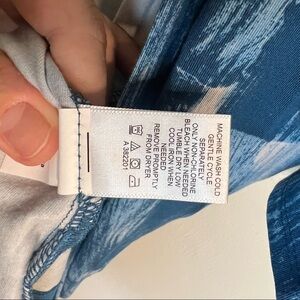 MACHINE WASH COLD
GENTLE CYCLE
SEPARATELY
ONLY NON-CHLORINE
BLEACH WHEN NEEDED
TUMBLE DRY LOW
COOL IRON WHEN
NEEDED
REMOVE PROMPTLY
FROM DRYER
A 382201